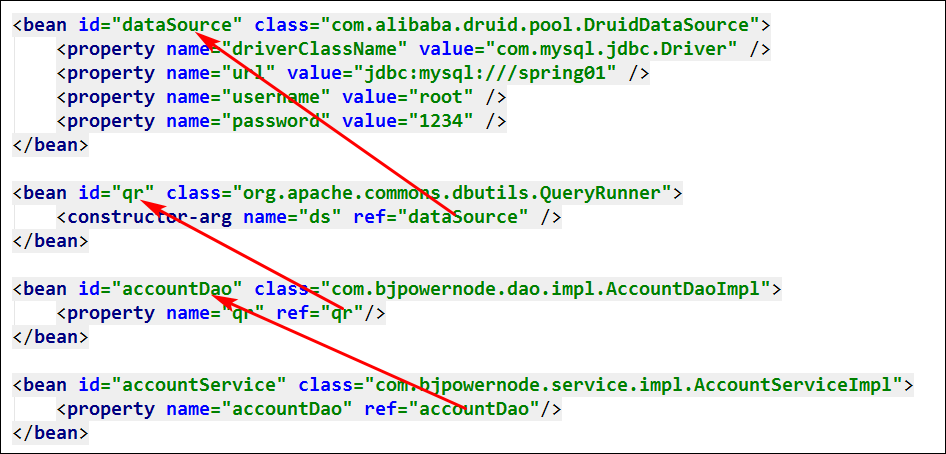 <bean id="dataSource" class="com.alibaba.druid.pool.DruidDataSource">
    <property name="driverClassName" value="com.mysql.jdbc.Driver" />
    <property name="url" value="jdbc:mysql:///spring01" />
    <property name="username" value="root" />
    <property name="password" value="1234" />
</bean>
<bean id="qr" class="org.apache.commons.dbutils.QueryRunner">
    <constructor-arg name="ds" ref="dataSource" />
</bean>
<bean id="accountDao" class="com.bjpowernode.dao.impl.AccountDaoImpl">
    <property name="qr" ref="qr"/>
</bean>
<bean id="accountService" class="com.bjpowernode.service.impl.AccountServiceImpl">
    <property name="accountDao" ref="accountDao"/>
</bean>